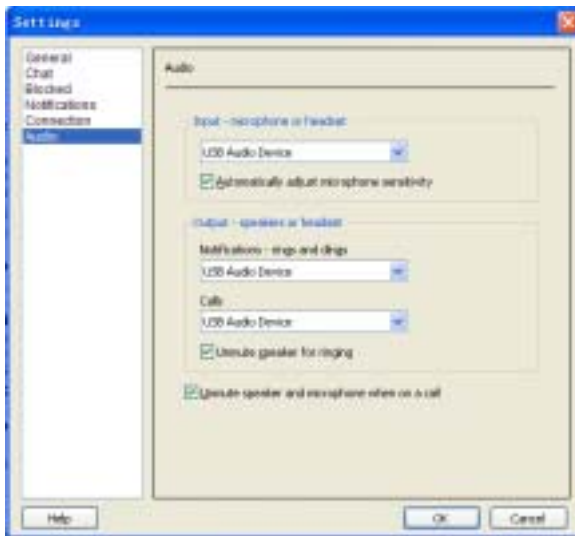 Settings
General
Chat
Blocked
Notifications
Connection
Audio
Audio
Input - microphone or headset
USB Audio Device
Automatically adjust microphone sensitivity
Output - speakers or headset
Notifications - rings and dings
USB Audio Device
Calls
USB Audio Device
Unmute speaker for ringing
Unmute speaker and microphone when on a call
Help
OK
Cancel